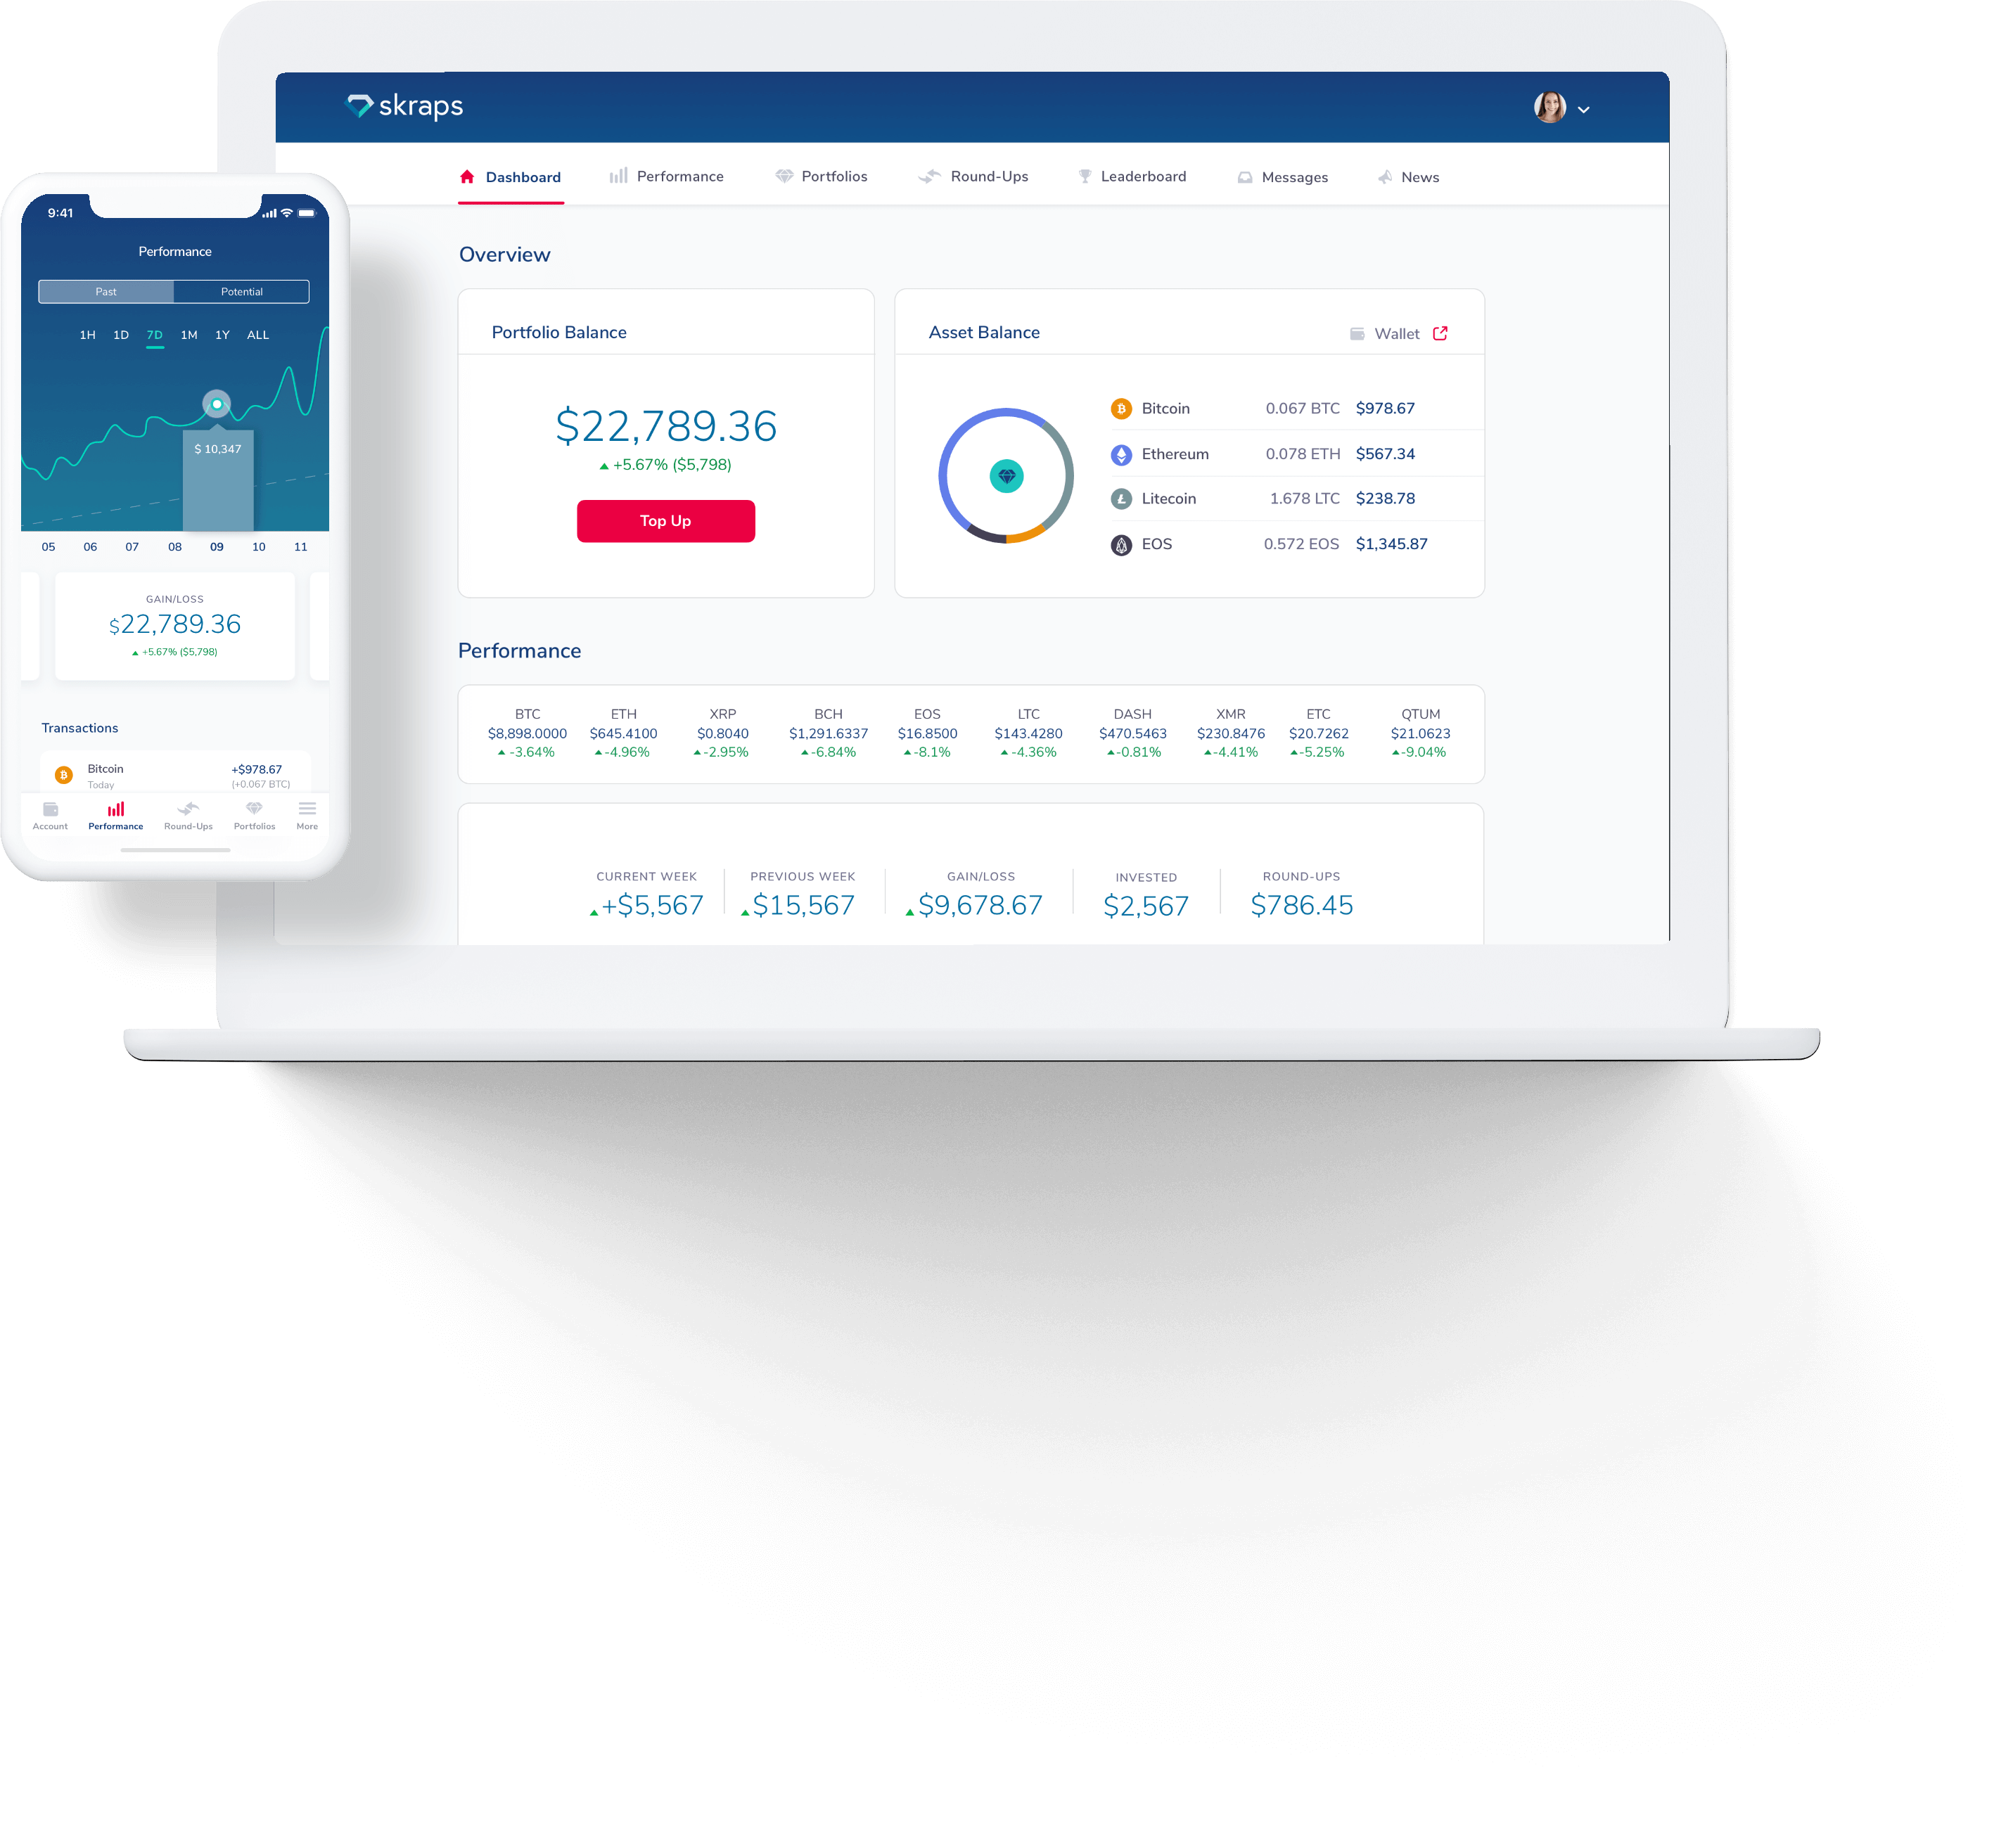 skraps
Dashboard Performance Portfolios Round-Ups Leaderboard Messages News
Overview
Portfolio Balance
$22,789.36
+5.67% ($5,798)
Top Up
Asset Balance Wallet
Bitcoin 0.067 BTC $978.67
Ethereum 0.078 ETH $567.34
Litecoin 1.678 LTC $238.78
EOS 0.572 EOS $1,345.87
Performance
BTC ETH XRP BCH EOS LTC DASH XMR ETC QTUM
$8,898.0000 $645.4100 $0.8040 $1,291.6337 $16.8500 $143.4280 $470.5463 $230.8476 $20.7262 $21.0623
-3.64% -4.96% -2.95% -6.84% -8.1% -4.36% -0.81% -4.41% -5.25% -9.04%
CURRENT WEEK PREVIOUS WEEK GAIN/LOSS INVESTED ROUND-UPS
+$5,567 $15,567 $9,678.67 $2,567 $786.45
9:41
Performance
Past Potential
1H 1D 7D 1M 1Y ALL
$ 10,347
05 06 07 08 09 10 11
GAIN/LOSS
$22,789.36
+5.67% ($5,798)
Transactions
Bitcoin +$978.67
Today (+0.067 BTC)
Account Performance Round-Ups Portfolios More